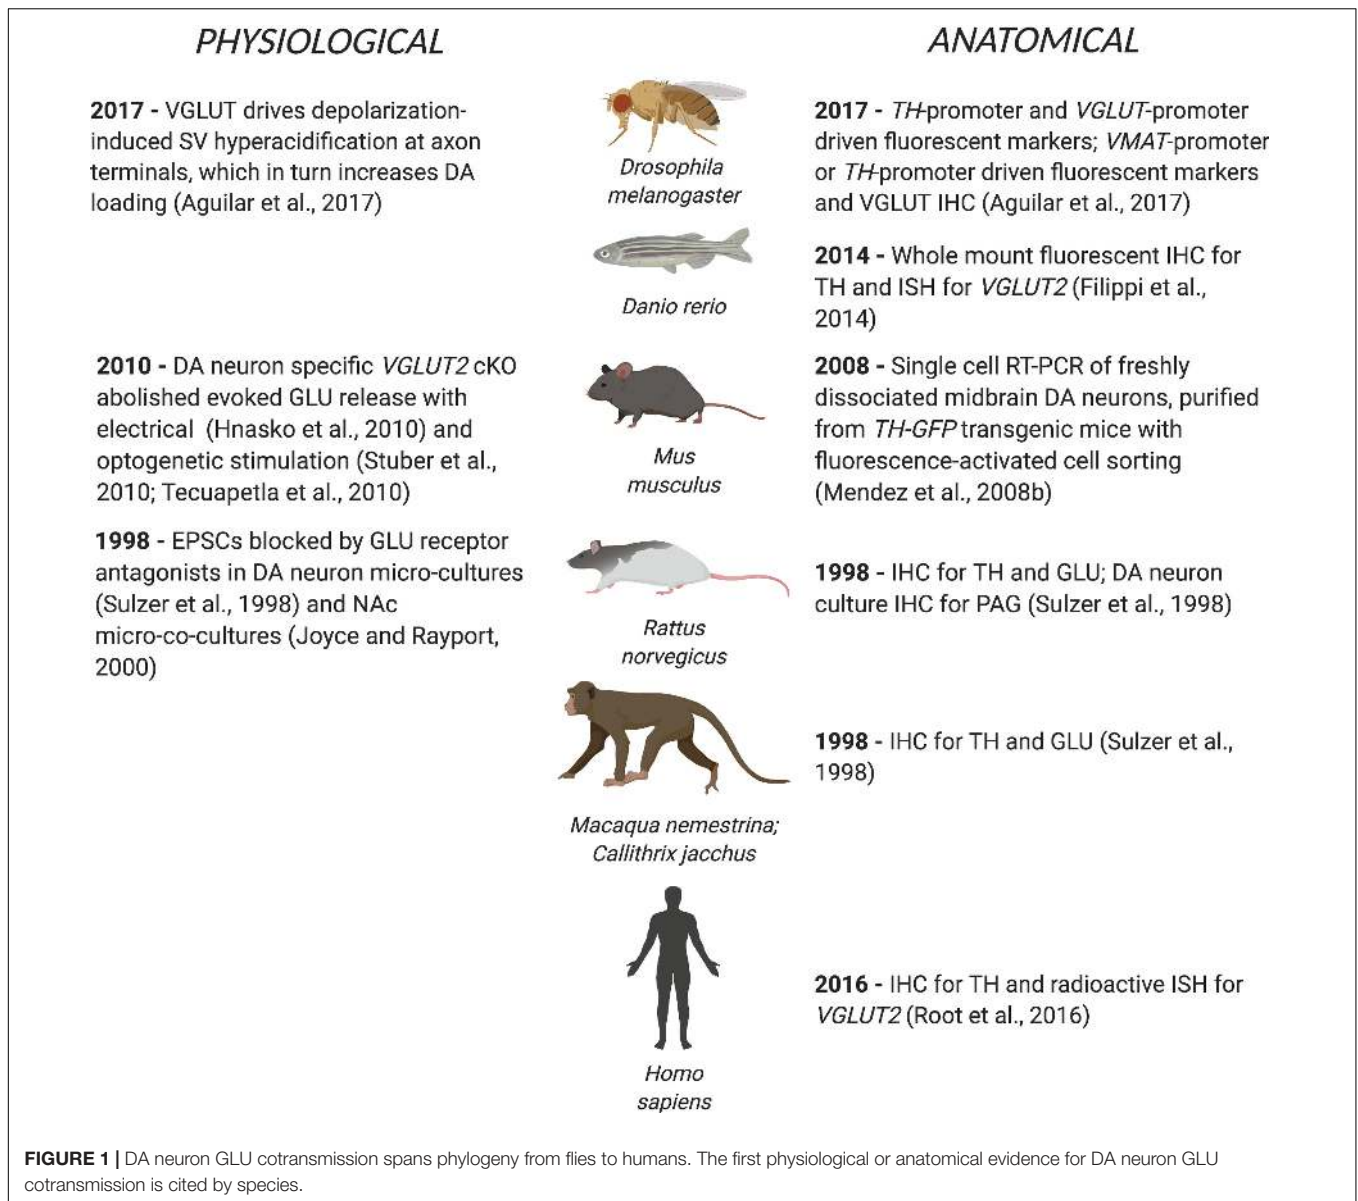 PHYSIOLOGICAL
ANATOMICAL
2017 - VGLUT drives depolarization-
induced SV hyperacidification at axon
terminals, which in turn increases DA
loading (Aguilar et al., 2017)
Drosophila
melanogaster
2017 - TH-promoter and VGLUT-promoter
driven fluorescent markers; VMAT-promoter
or TH-promoter driven fluorescent markers
and VGLUT IHC (Aguilar et al., 2017)
Danio rerio
2014 - Whole mount fluorescent IHC for
TH and ISH for VGLUT2 (Filippi et al.,
2014)
2010 - DA neuron specific VGLUT2 cKO
abolished evoked GLU release with
electrical (Hnasko et al., 2010) and
optogenetic stimulation (Stuber et al.,
2010; Tecuapetla et al., 2010)
Mus
musculus
2008 - Single cell RT-PCR of freshly
dissociated midbrain DA neurons, purified
from TH-GFP transgenic mice with
fluorescence-activated cell sorting
(Mendez et al., 2008b)
1998 - EPSCs blocked by GLU receptor
antagonists in DA neuron micro-cultures
(Sulzer et al., 1998) and NAc
micro-co-cultures (Joyce and Rayport,
2000)
Rattus
norvegicus
1998 - IHC for TH and GLU; DA neuron
culture IHC for PAG (Sulzer et al., 1998)
Macaqua nemestrina;
Callithrix jacchus
1998 - IHC for TH and GLU (Sulzer et al.,
1998)
Homo
sapiens
2016 - IHC for TH and radioactive ISH for
VGLUT2 (Root et al., 2016)
FIGURE 1 | DA neuron GLU cotransmission spans phylogeny from flies to humans. The first physiological or anatomical evidence for DA neuron GLU
cotransmission is cited by species.